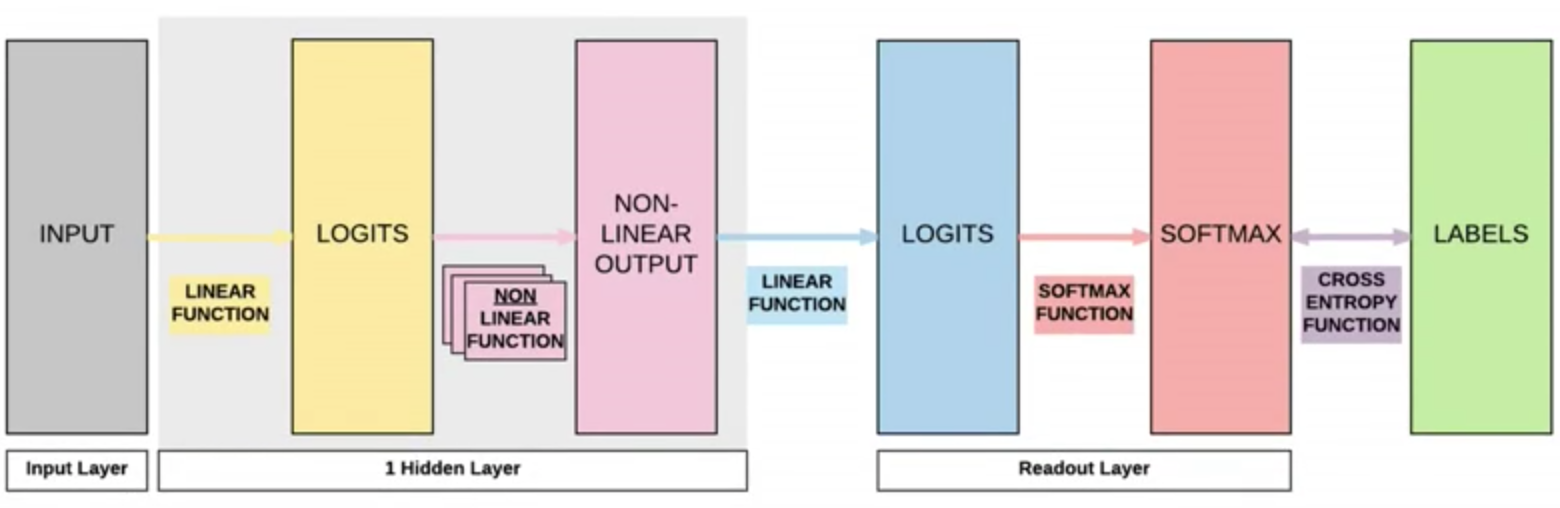 INPUT
LINEAR
FUNCTION
LOGITS
NON
LINEAR
FUNCTION
NON-
LINEAR
OUTPUT
LINEAR
FUNCTION
LOGITS
SOFTMAX
FUNCTION
SOFTMAX
CROSS
ENTROPY
FUNCTION
LABELS
Input Layer
1 Hidden Layer
Readout Layer